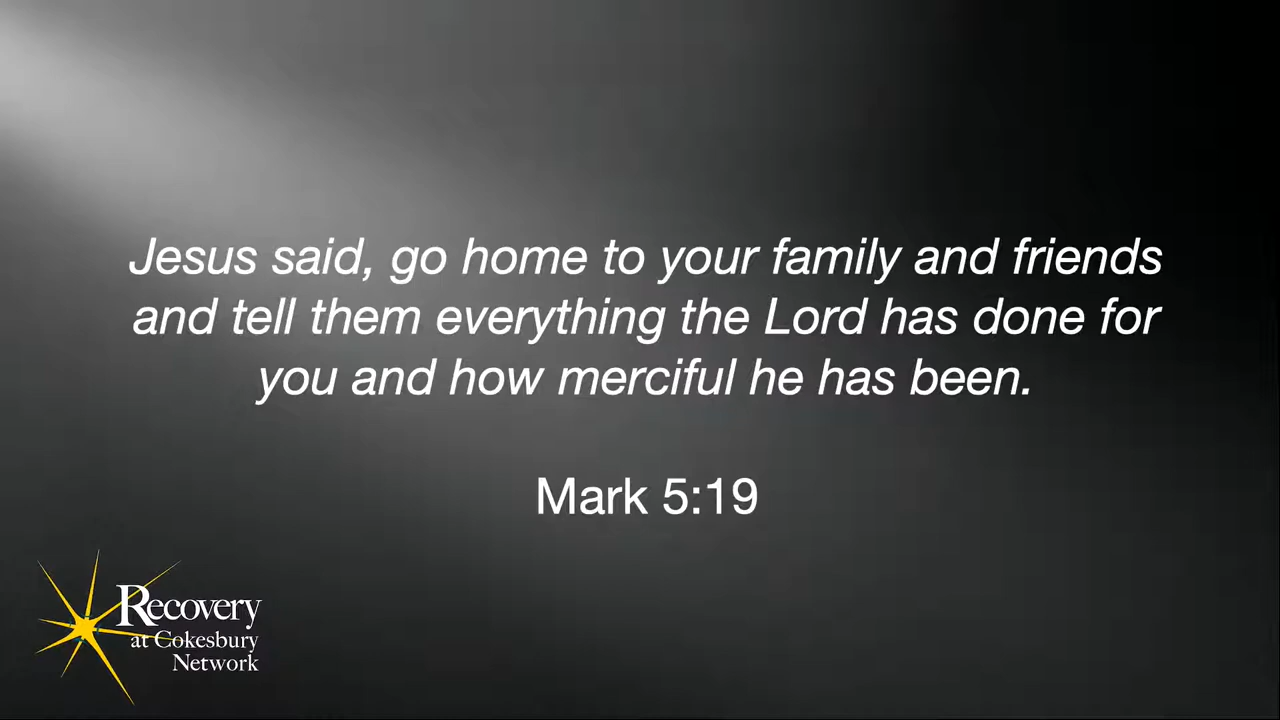 Jesus said, go home to your family and friends
and tell them everything the Lord has done for
you and how merciful he has been.
Mark 5:19
Recovery
at Cokesbury
Network